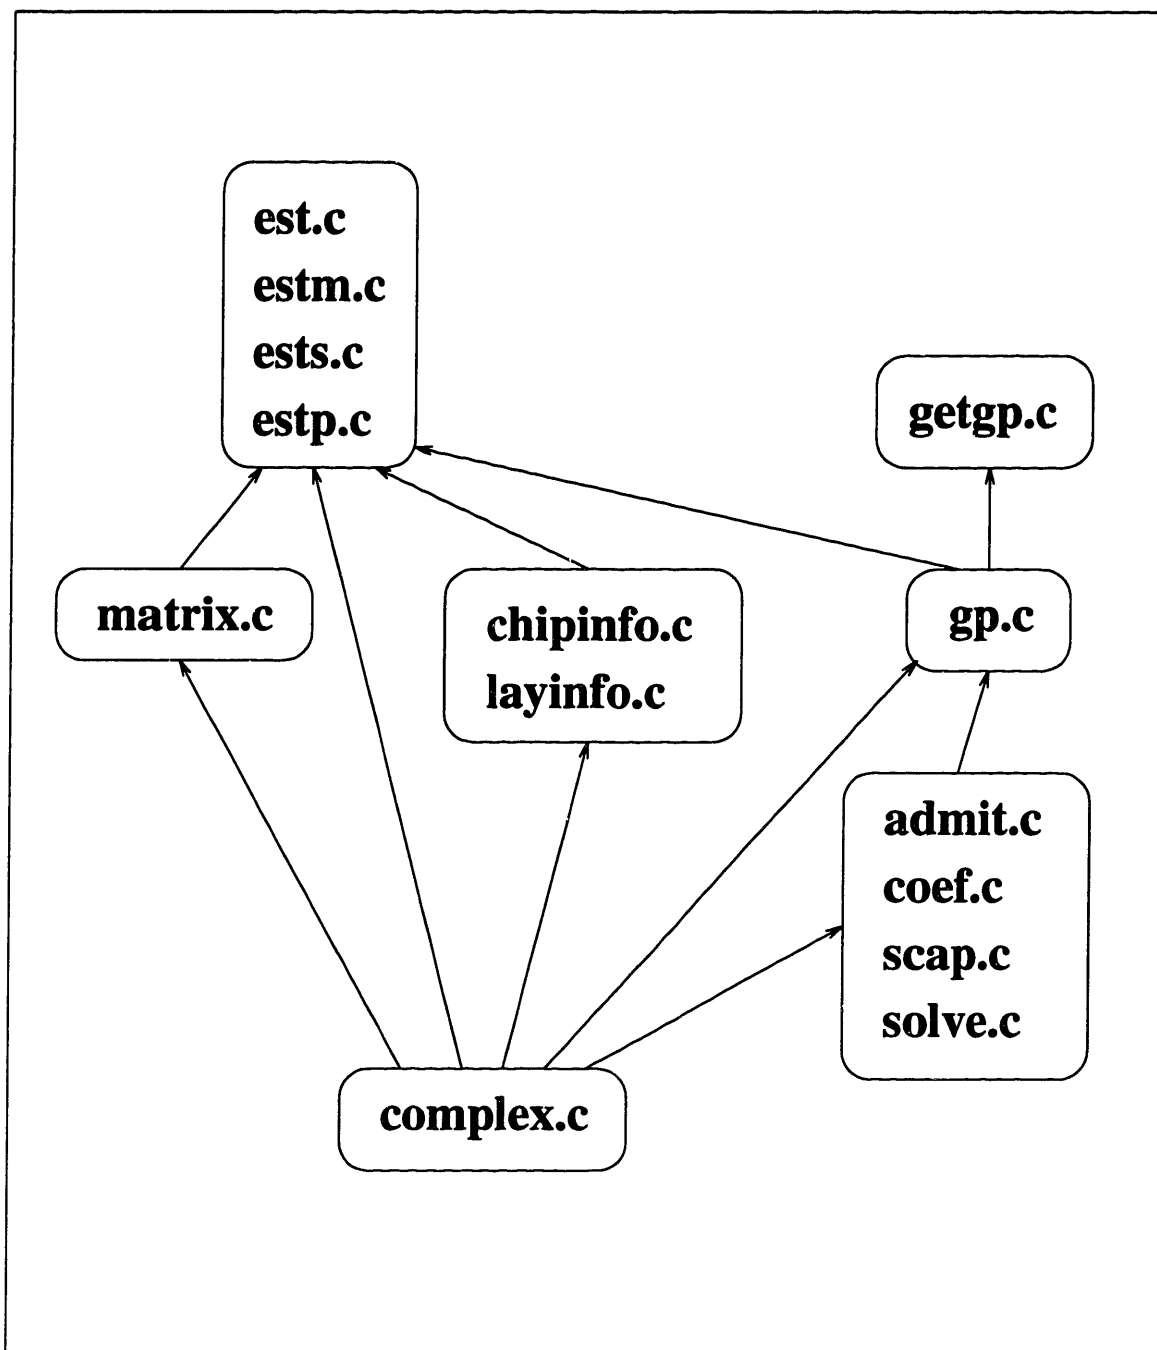 est.c
estm.c
ests.c
estp.c
getgp.c
matrix.c
chipinfo.c
layinfo.c
gp.c
admit.c
coef.c
scap.c
solve.c
complex.c